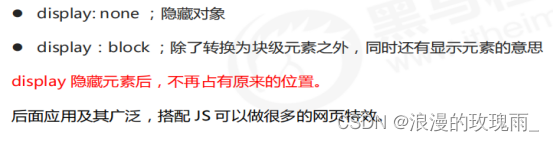 ● display: none ；隐藏对象
● display：block ；除了转换为块级元素之外，同时还有显示元素的意思
display 隐藏元素后，不再占有原来的位置。
后面应用及其广泛，搭配 JS 可以做很多的网页特效。
CSDN @浪漫的玫瑰雨_